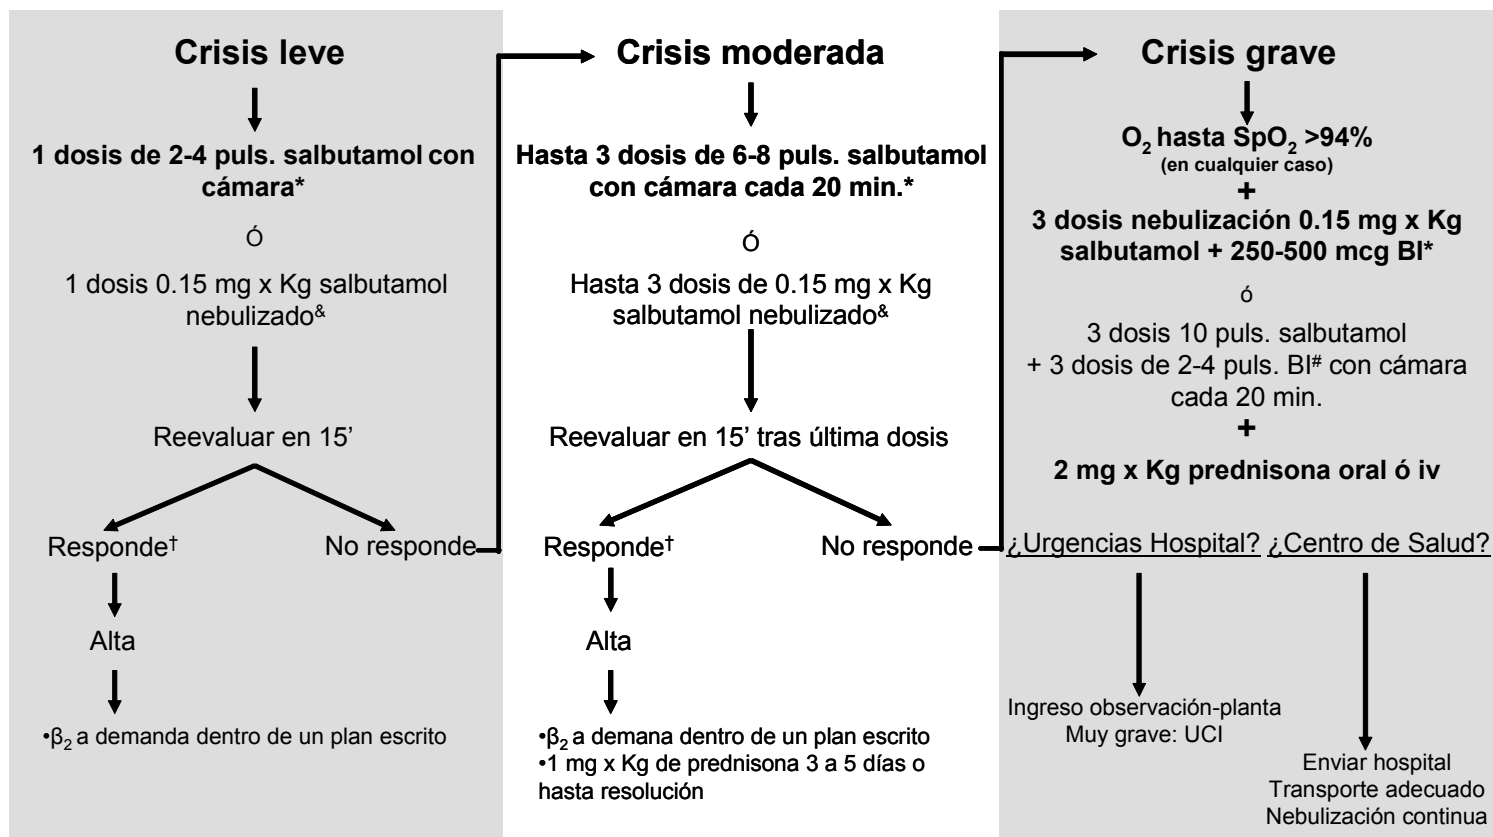 Crisis leve
1 dosis de 2-4 puls. salbutamol con
cámara*
Ó
1 dosis 0.15 mg x Kg salbutamol
nebulizado&
Reevaluar en 15’
Responde†
No responde
Alta
•β2 a demanda dentro de un plan escrito
Crisis moderada
Hasta 3 dosis de 6-8 puls. salbutamol
con cámara cada 20 min.*
Ó
Hasta 3 dosis de 0.15 mg x Kg
salbutamol nebulizado&
Reevaluar en 15’ tras última dosis
Responde†
No responde
Alta
•β2 a demana dentro de un plan escrito
•1 mg x Kg de prednisona 3 a 5 días o
hasta resolución
Crisis grave
O2 hasta SpO2 >94%
(en cualquier caso)
+
3 dosis nebulización 0.15 mg x Kg
salbutamol + 250-500 mcg BI*
ó
3 dosis 10 puls. salbutamol
+ 3 dosis de 2-4 puls. BI# con cámara
cada 20 min.
+
2 mg x Kg prednisona oral ó iv
¿Urgencias Hospital?
¿Centro de Salud?
Ingreso observación-planta
Muy grave: UCI
Enviar hospital
Transporte adecuado
Nebulización continua